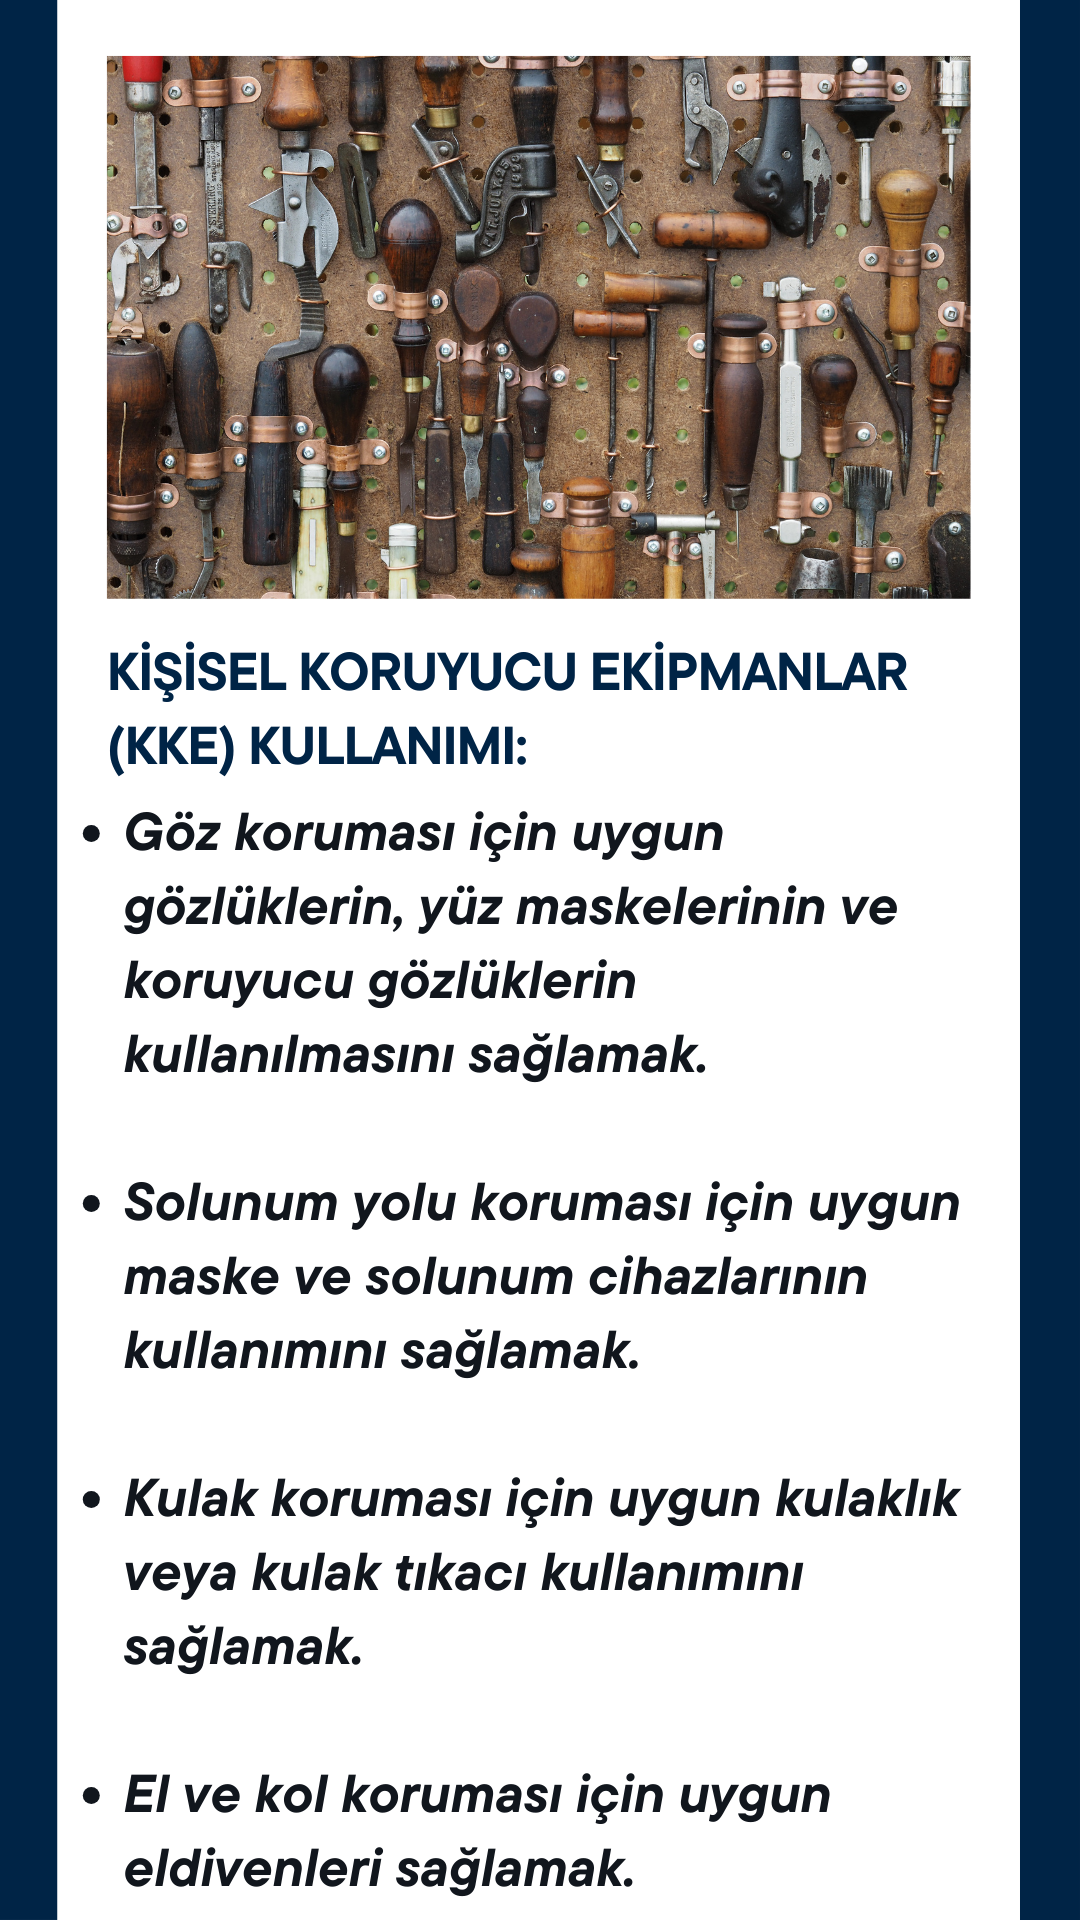 KİŞİSEL KORUYUCU EKİPMANLAR
(KKE) KULLANIMI:
• Göz koruması için uygun
gözlüklerin, yüz maskelerinin ve
koruyucu gözlüklerin
kullanılmasını sağlamak.
• Solunum yolu koruması için uygun
maske ve solunum cihazlarının
kullanımını sağlamak.
• Kulak koruması için uygun kulaklık
veya kulak tıkacı kullanımını
sağlamak.
• El ve kol koruması için uygun
eldivenleri sağlamak.